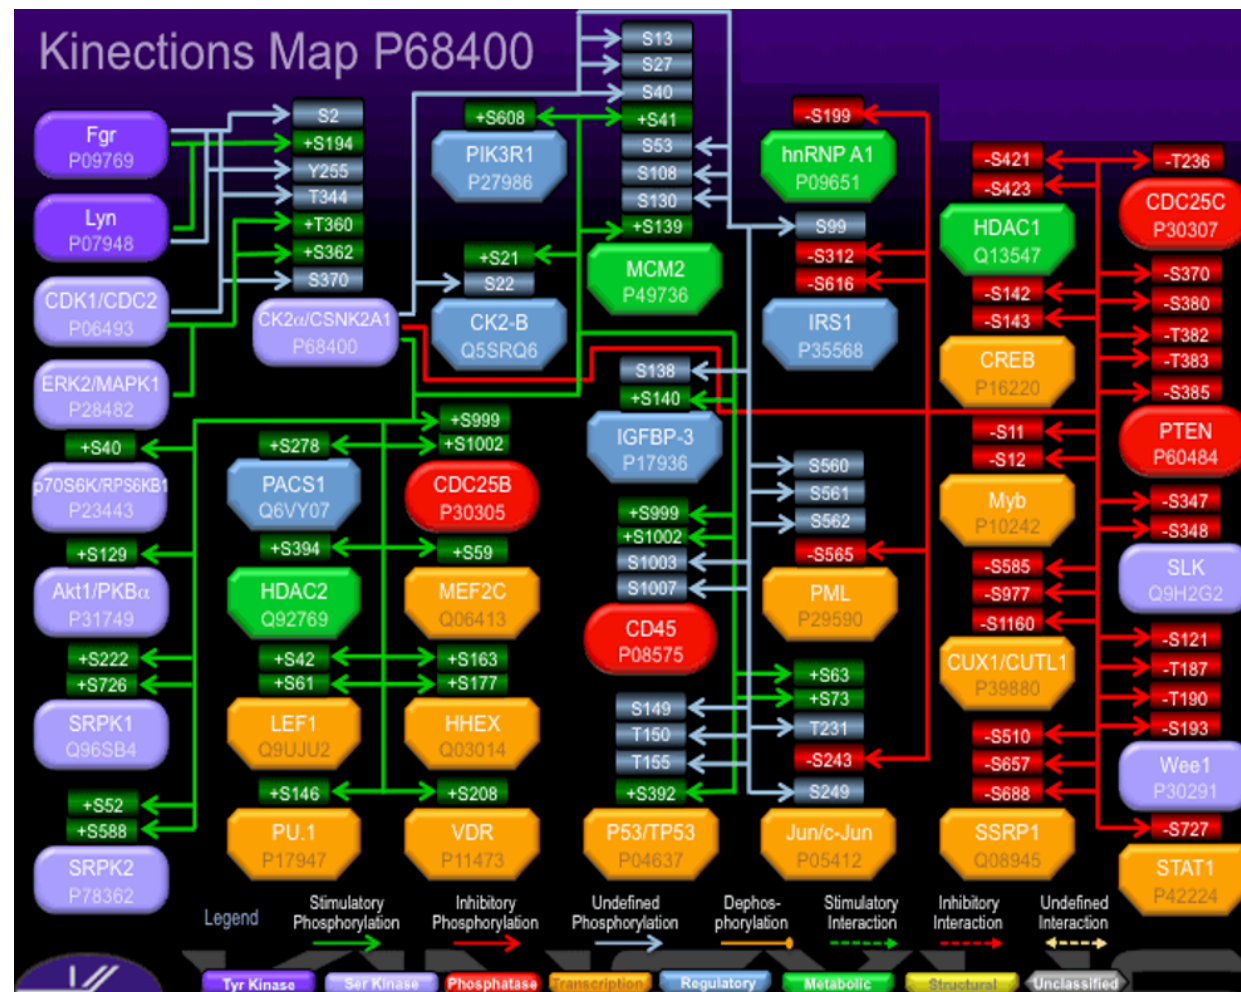 Kinections Map P68400
Fgr
P09769
Lyn
P07948
CDK1/CDC2
P06493
ERK2/MAPK1
P28482
+S40
p70S6K/RPS6KB1
P23443
+S129
Akt1/PKBα
P31749
+S222
+S726
SRPK1
Q96SB4
+S52
+S588
SRPK2
P78362
S2
+S194
Y255
T344
+T360
+S362
S370
CK2α/CSNK2A1
P68400
+S278
PACS1
Q6VY07
+S394
HDAC2
Q92769
+S42
+S61
LEF1
Q9UJU2
+S146
PU.1
P17947
+S608
PIK3R1
P27986
+S21
S22
CK2-B
Q5SRQ6
+S999
+S1002
CDC25B
P30305
+S59
MEF2C
Q06413
+S163
+S177
HHEX
Q03014
+S208
VDR
P11473
S13
S27
S40
+S41
S53
S108
S130
+S139
MCM2
P49736
S138
+S140
IGFBP-3
P17936
+S999
+S1002
S1003
S1007
CD45
P08575
S149
T150
T155
+S392
P53/TP53
P04637
-S199
hnRNP A1
P09651
S99
-S312
-S616
IRS1
P35568
S560
S561
S562
-S565
PML
P29590
+S63
+S73
T231
-S243
S249
Jun/c-Jun
P05412
-S421
-S423
HDAC1
Q13547
-S142
-S143
CREB
P16220
-S11
-S12
Myb
P10242
-S585
-S977
-S1160
CUX1/CUTL1
P39880
-S510
-S657
-S688
SSRP1
Q08945
-T236
CDC25C
P30307
-S370
-S380
-T382
-T383
-S385
PTEN
P60484
-S347
-S348
SLK
Q9H2G2
-S121
-T187
-T190
-S193
Wee1
P30291
-S727
STAT1
P42224
Legend
Stimulatory
Phosphorylation
Inhibitory
Phosphorylation
Undefined
Phosphorylation
Dephos-
phorylation
Stimulatory
Interaction
Inhibitory
Interaction
Undefined
Interaction
Tyr Kinase
Ser Kinase
Phosphatase
Transcription
Regulatory
Metabolic
Structural
Unclassified